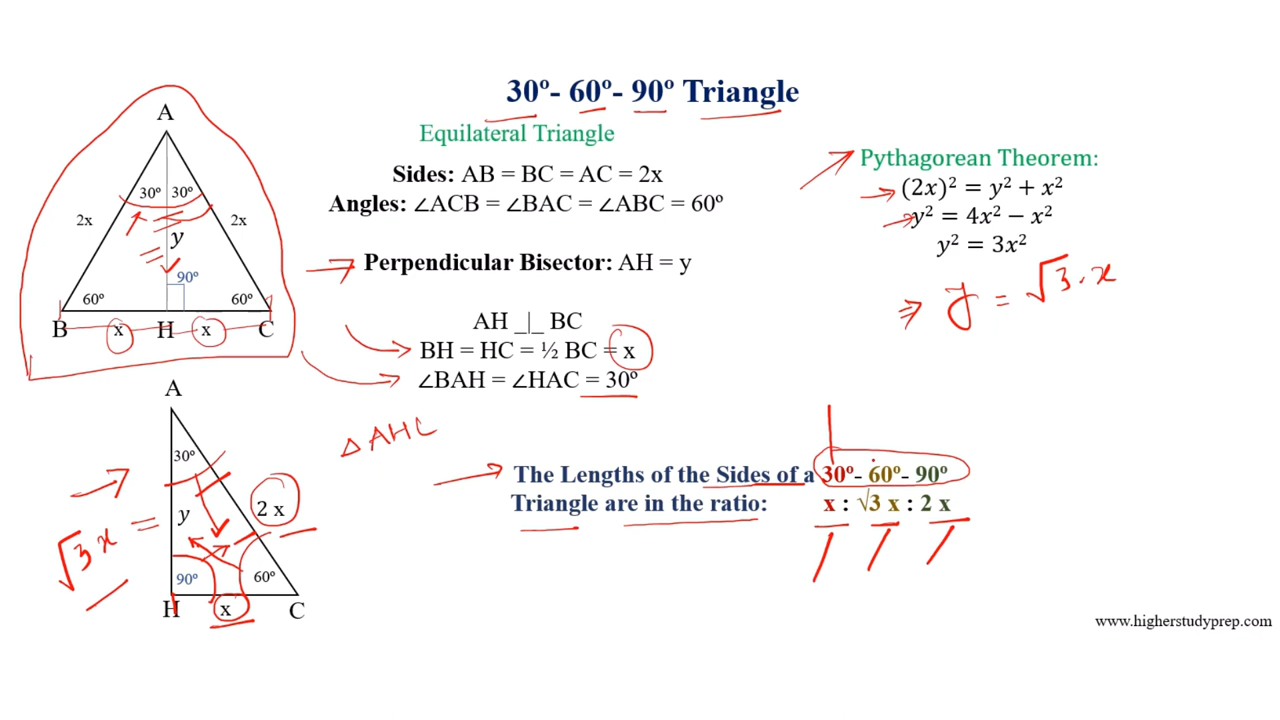 30º- 60º- 90º Triangle
Equilateral Triangle
Sides: AB = BC = AC = 2x
Angles: ∠ACB = ∠BAC = ∠ABC = 60º
Perpendicular Bisector: AH = y
AH _|_ BC
BH = HC = ½ BC = x
∠BAH = ∠HAC = 30º
A
30º 30º
2x 2x
y
90º
60º 60º
B x H x C
Pythagorean Theorem:
(2x)² = y² + x²
y² = 4x² − x²
y² = 3x²
⇒ y = √3 . x
A
30º
△ AHC
y
2 x
√3 x =
90º 60º
H x C
The Lengths of the Sides of a 30º- 60º- 90º
Triangle are in the ratio: x : √3 x : 2 x
www.higherstudyprep.com